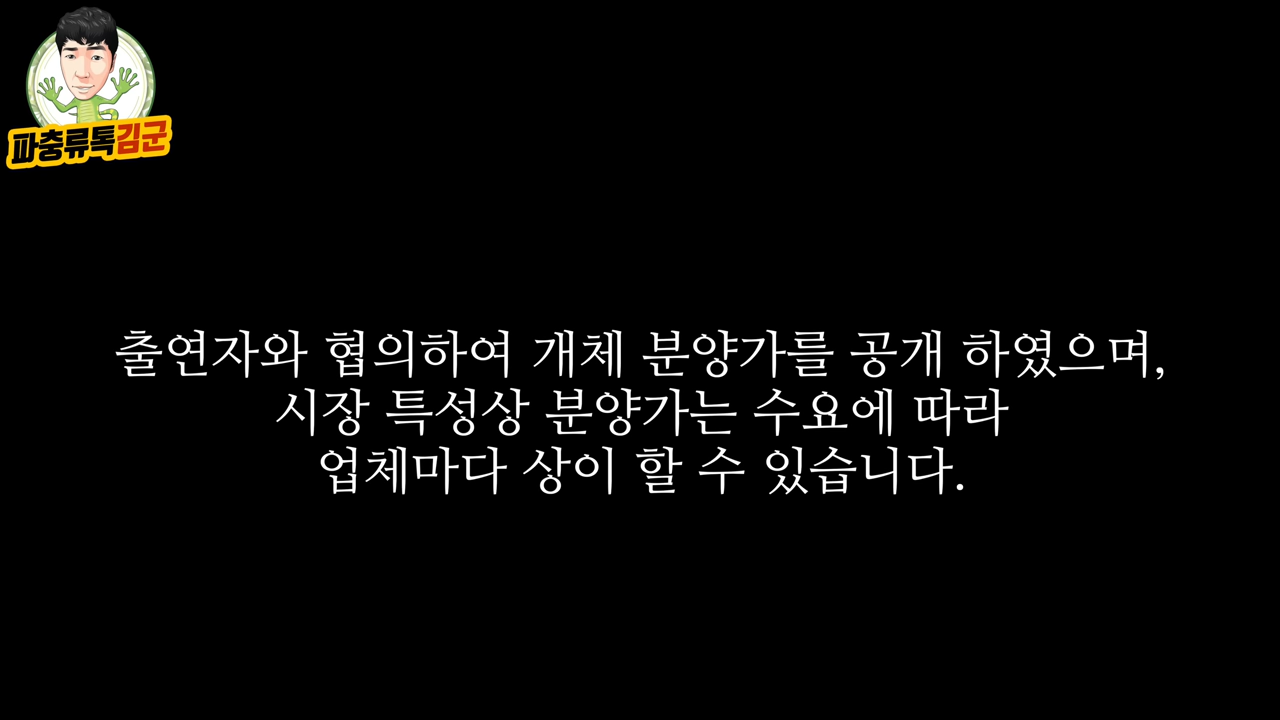 파충류톡김군
출연자와 협의하여 개체 분양가를 공개 하였으며,
시장 특성상 분양가는 수요에 따라
업체마다 상이 할 수 있습니다.